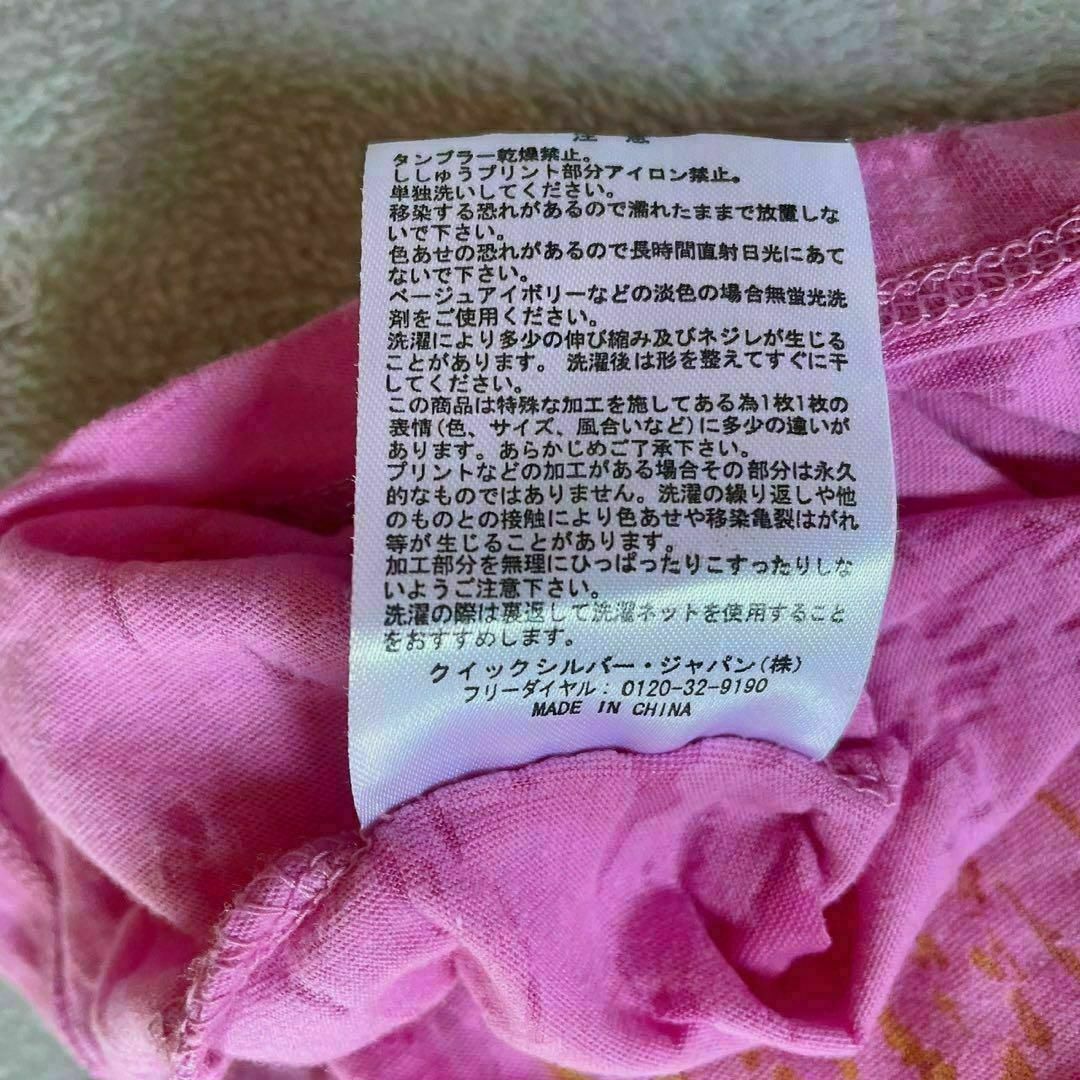 注 意
タンブラー乾燥禁止。
ししゅうプリント部分アイロン禁止。
単独洗いしてください。
移染する恐れがあるので濡れたままで放置しな
いで下さい。
色あせの恐れがあるので長時間直射日光にあて
ないで下さい。
ベージュアイボリーなどの淡色の場合無蛍光洗
剤をご使用ください。
洗濯により多少の伸び縮み及びネジレが生じる
ことがあります。 洗濯後は形を整えてすぐに干
してください。
この商品は特殊な加工を施してある為1枚1枚の
表情(色、サイズ、風合いなど)に多少の違いが
あります。あらかじめご了承下さい。
プリントなどの加工がある場合その部分は永久
的なものではありません。洗濯の繰り返しや他
のものとの接触により色あせや移染亀裂はがれ
等が生じることがあります。
加工部分を無理にひっぱったりこすったりしな
いようご注意下さい。
洗濯の際は裏返して洗濯ネットを使用すること
をおすすめします。
クイックシルバー・ジャパン(株)
フリーダイヤル: 0120-32-9190
MADE IN CHINA